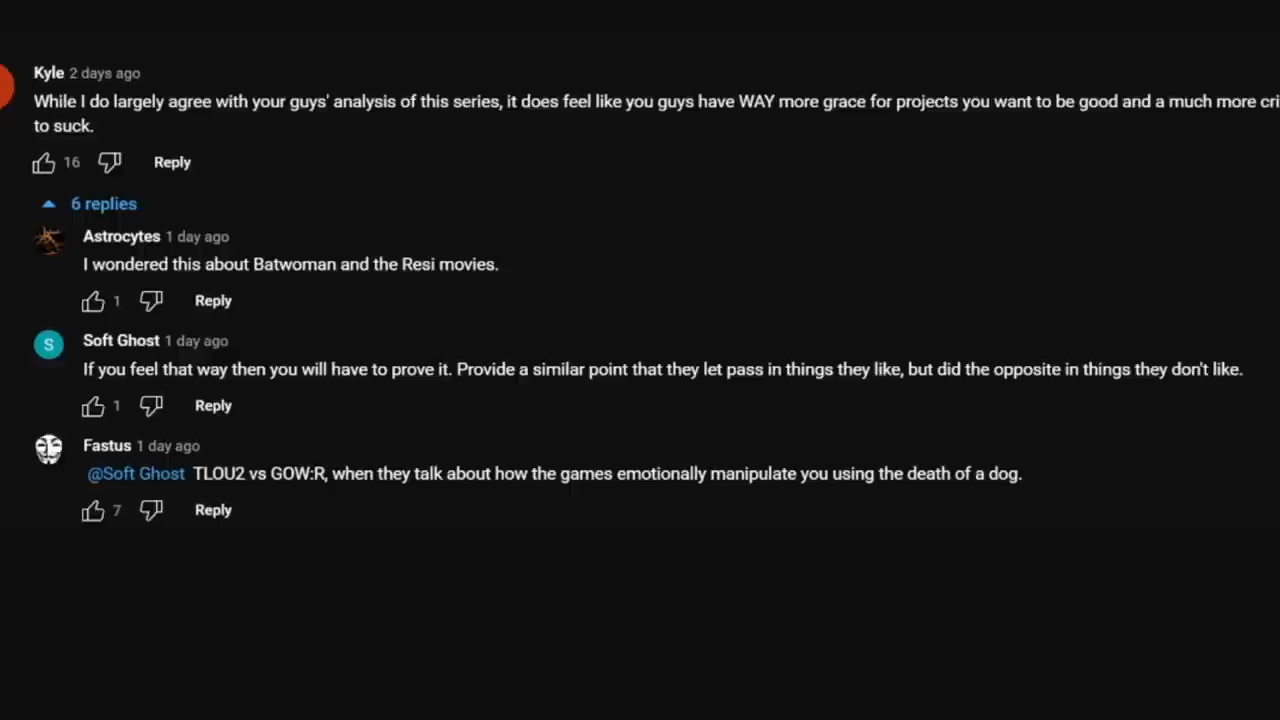 Kyle 2 days ago
While I do largely agree with your guys' analysis of this series, it does feel like you guys have WAY more grace for projects you want to be good and a much more cri
to suck.
16 Reply
6 replies
Astrocytes 1 day ago
I wondered this about Batwoman and the Resi movies.
1 Reply
S
Soft Ghost 1 day ago
If you feel that way then you will have to prove it. Provide a similar point that they let pass in things they like, but did the opposite in things they don't like.
1 Reply
Fastus 1 day ago
@Soft Ghost TLOU2 vs GOW:R, when they talk about how the games emotionally manipulate you using the death of a dog.
7 Reply